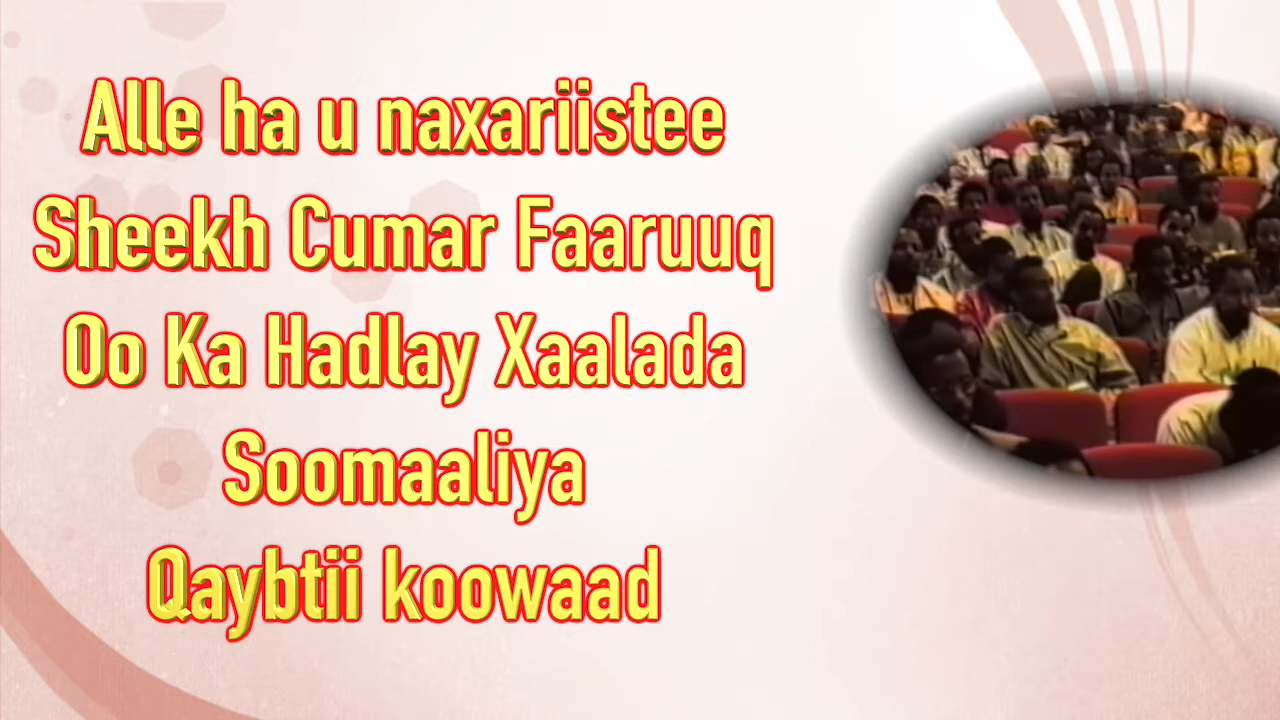 Alle ha u naxariistee
Sheekh Cumar Faaruuq
Oo Ka Hadlay Xaalada
Soomaaliya
Qaybtii koowaad